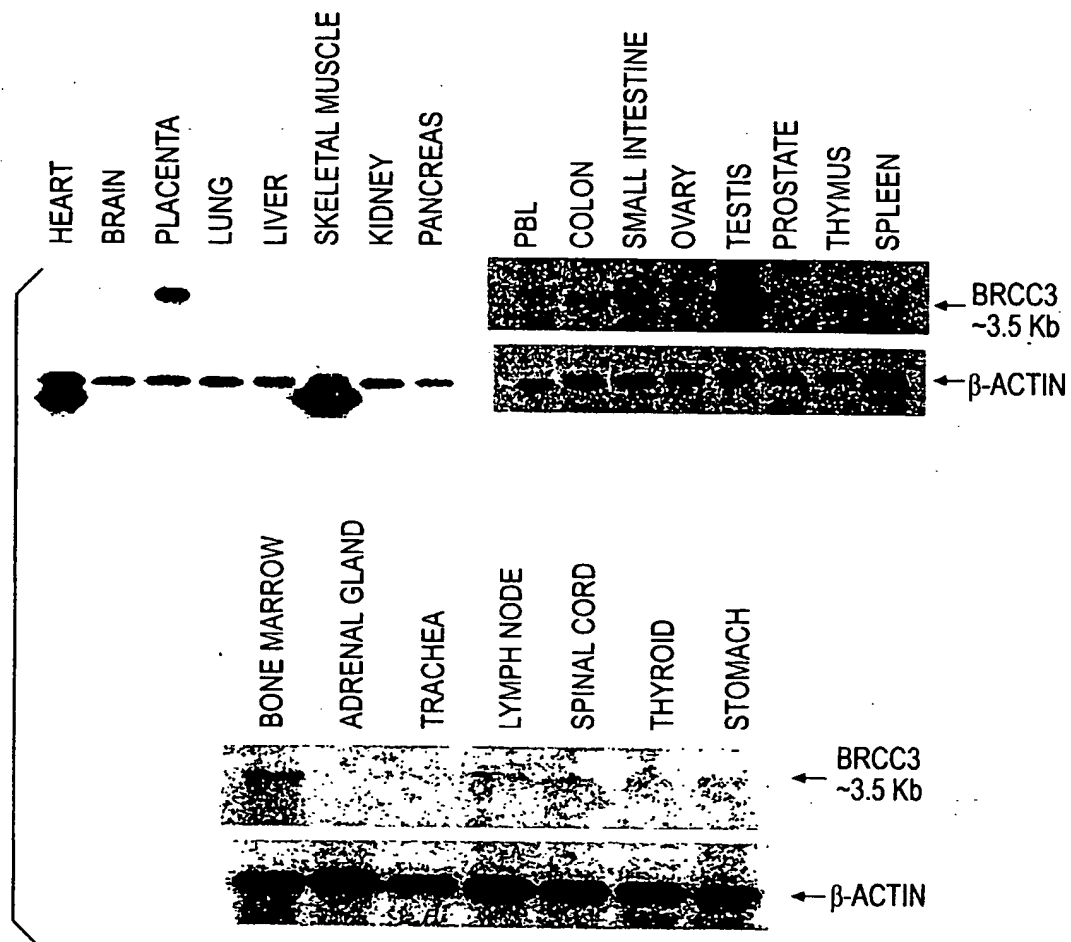 HEART
BRAIN
PLACENTA
LUNG
LIVER
SKELETAL MUSCLE
KIDNEY
PANCREAS
PBL
COLON
SMALL INTESTINE
OVARY
TESTIS
PROSTATE
THYMUS
SPLEEN
BRCC3
~3.5 Kb
β-ACTIN
BONE MARROW
ADRENAL GLAND
TRACHEA
LYMPH NODE
SPINAL CORD
THYROID
STOMACH
BRCC3
~3.5 Kb
β-ACTIN